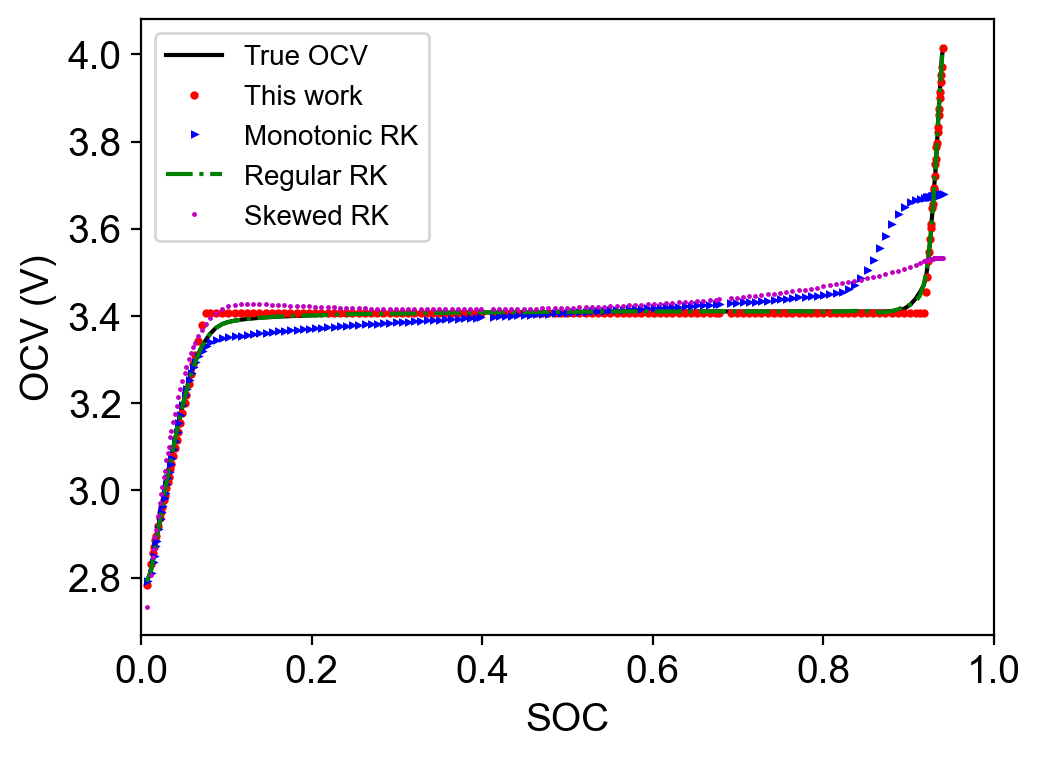 4.0
3.8
3.6
3.4
3.2
3.0
2.8
OCV (V)
True OCV
This work
Monotonic RK
Regular RK
Skewed RK
0.0 0.2 0.4 0.6 0.8 1.0
SOC